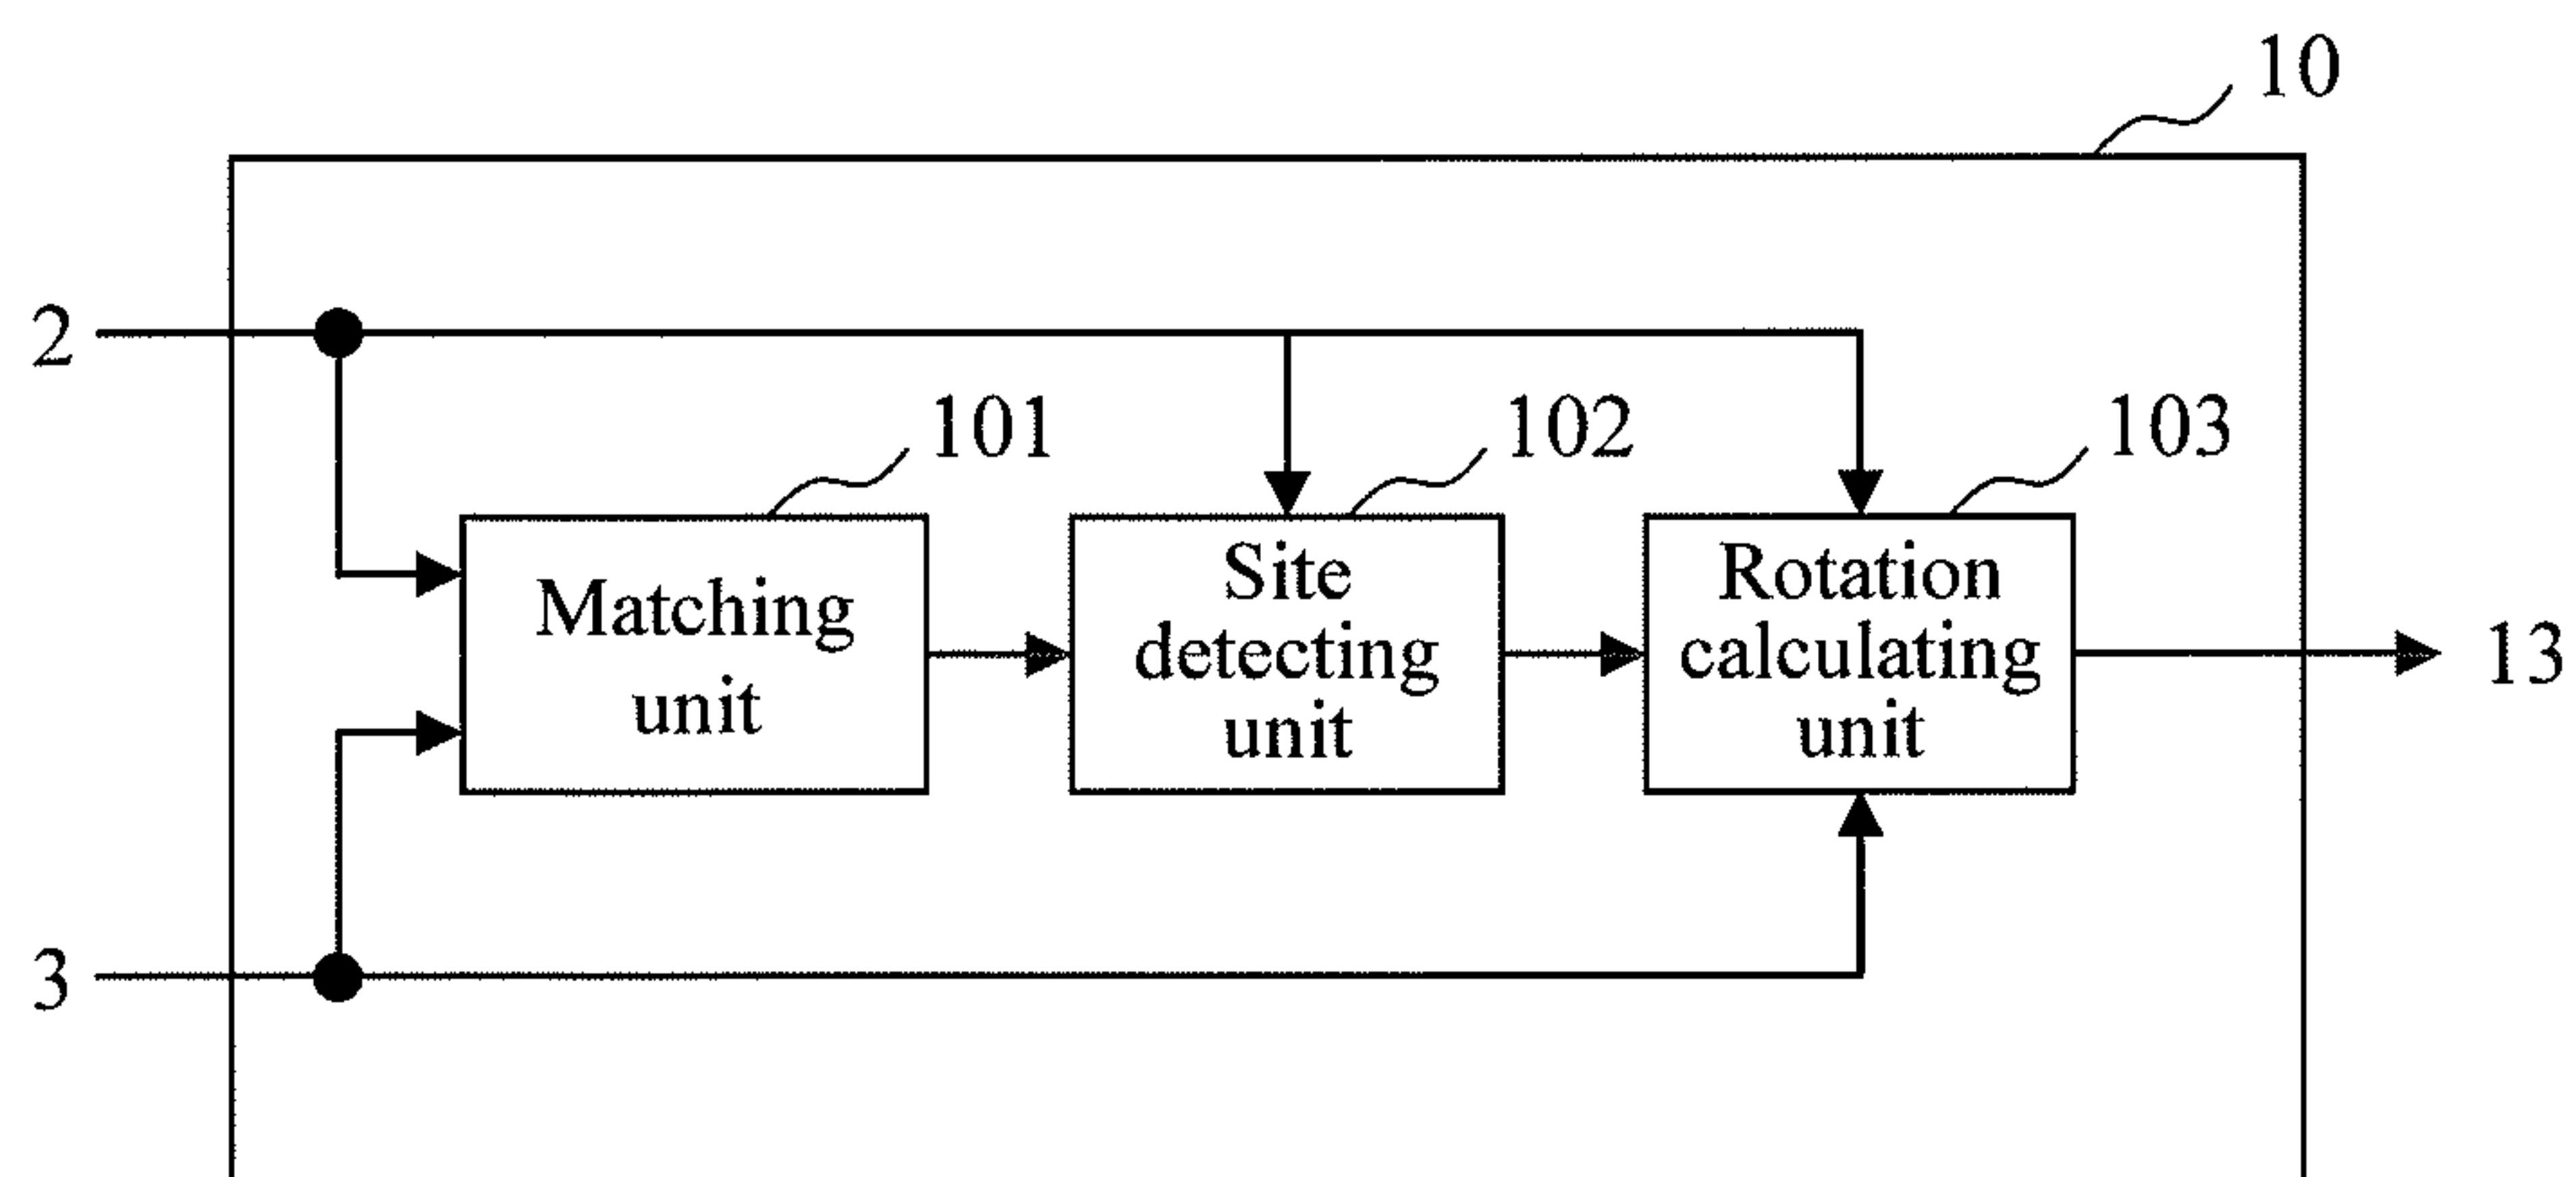 10
2
101
102
103
Matching
unit
Site
detecting
unit
Rotation
calculating
unit
13
3